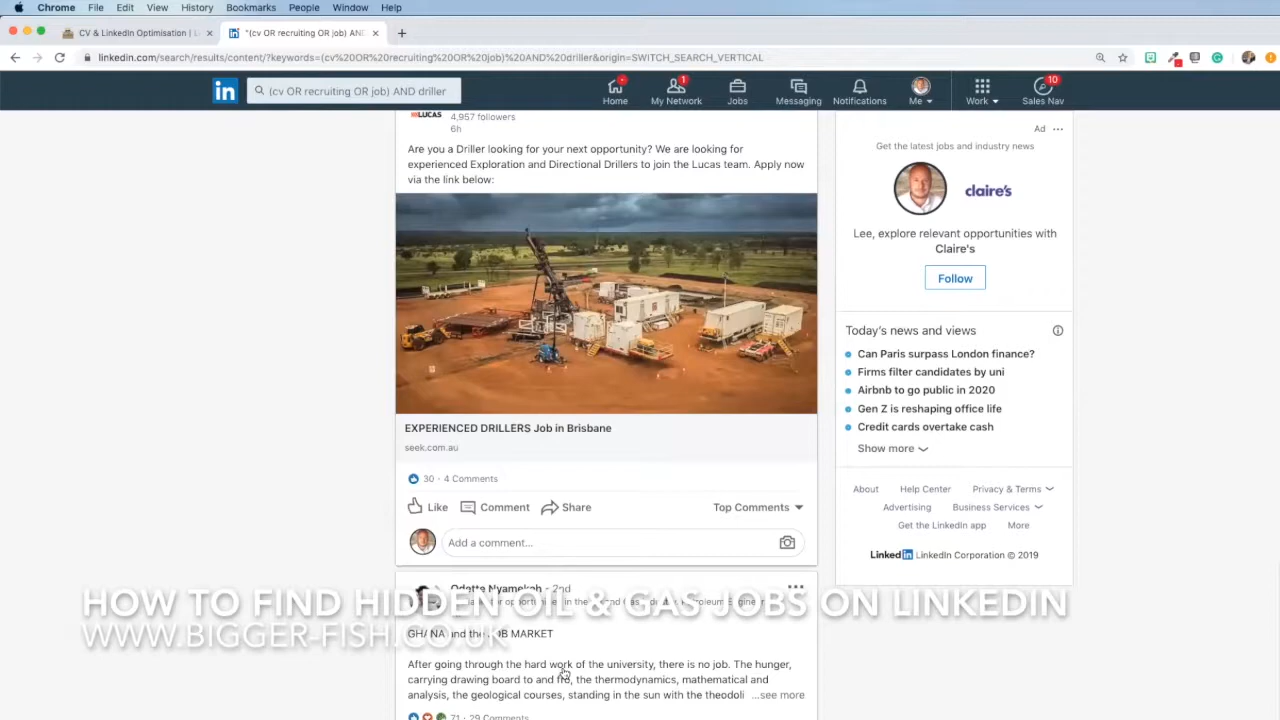 Chrome File Edit View History Bookmarks People Window Help
CV & LinkedIn Optimisation |
"(cv OR recruiting OR job) AN
linkedin.com/search/results/content/?keywords=(cv%20OR%20recruiting%20OR%20job)%20AND%20driller&origin=SWITCH_SEARCH_VERTICAL
in
(cv OR recruiting OR job) AND driller
Home
1
My Network
Jobs
Messaging
Notifications
Me
Work
10
Sales Nav
LUCAS
4,957 followers
6h
Are you a Driller looking for your next opportunity? We are looking for
experienced Exploration and Directional Drillers to join the Lucas team. Apply now
via the link below:
EXPERIENCED DRILLERS Job in Brisbane
seek.com.au
30 · 4 Comments
Like Comment Share Top Comments
Add a comment...
Odette Nyamekeh - 2nd
GHANA and the JOB MARKET
After going through the hard work of the university, there is no job. The hunger,
carrying drawing board to and fro, the thermodynamics, mathematical and
analysis, the geological courses, standing in the sun with the theodoli ...see more
71 · 29 Comments
Ad ...
Get the latest jobs and industry news
claire's
Lee, explore relevant opportunities with
Claire's
Follow
Today's news and views
Can Paris surpass London finance?
Firms filter candidates by uni
Airbnb to go public in 2020
Gen Z is reshaping office life
Credit cards overtake cash
Show more
About Help Center Privacy & Terms
Advertising Business Services
Get the LinkedIn app More
LinkedIn LinkedIn Corporation © 2019
HOW TO FIND HIDDEN OIL & GAS JOBS ON LINKEDIN
WWW.BIGGER-FISH.CO.UK